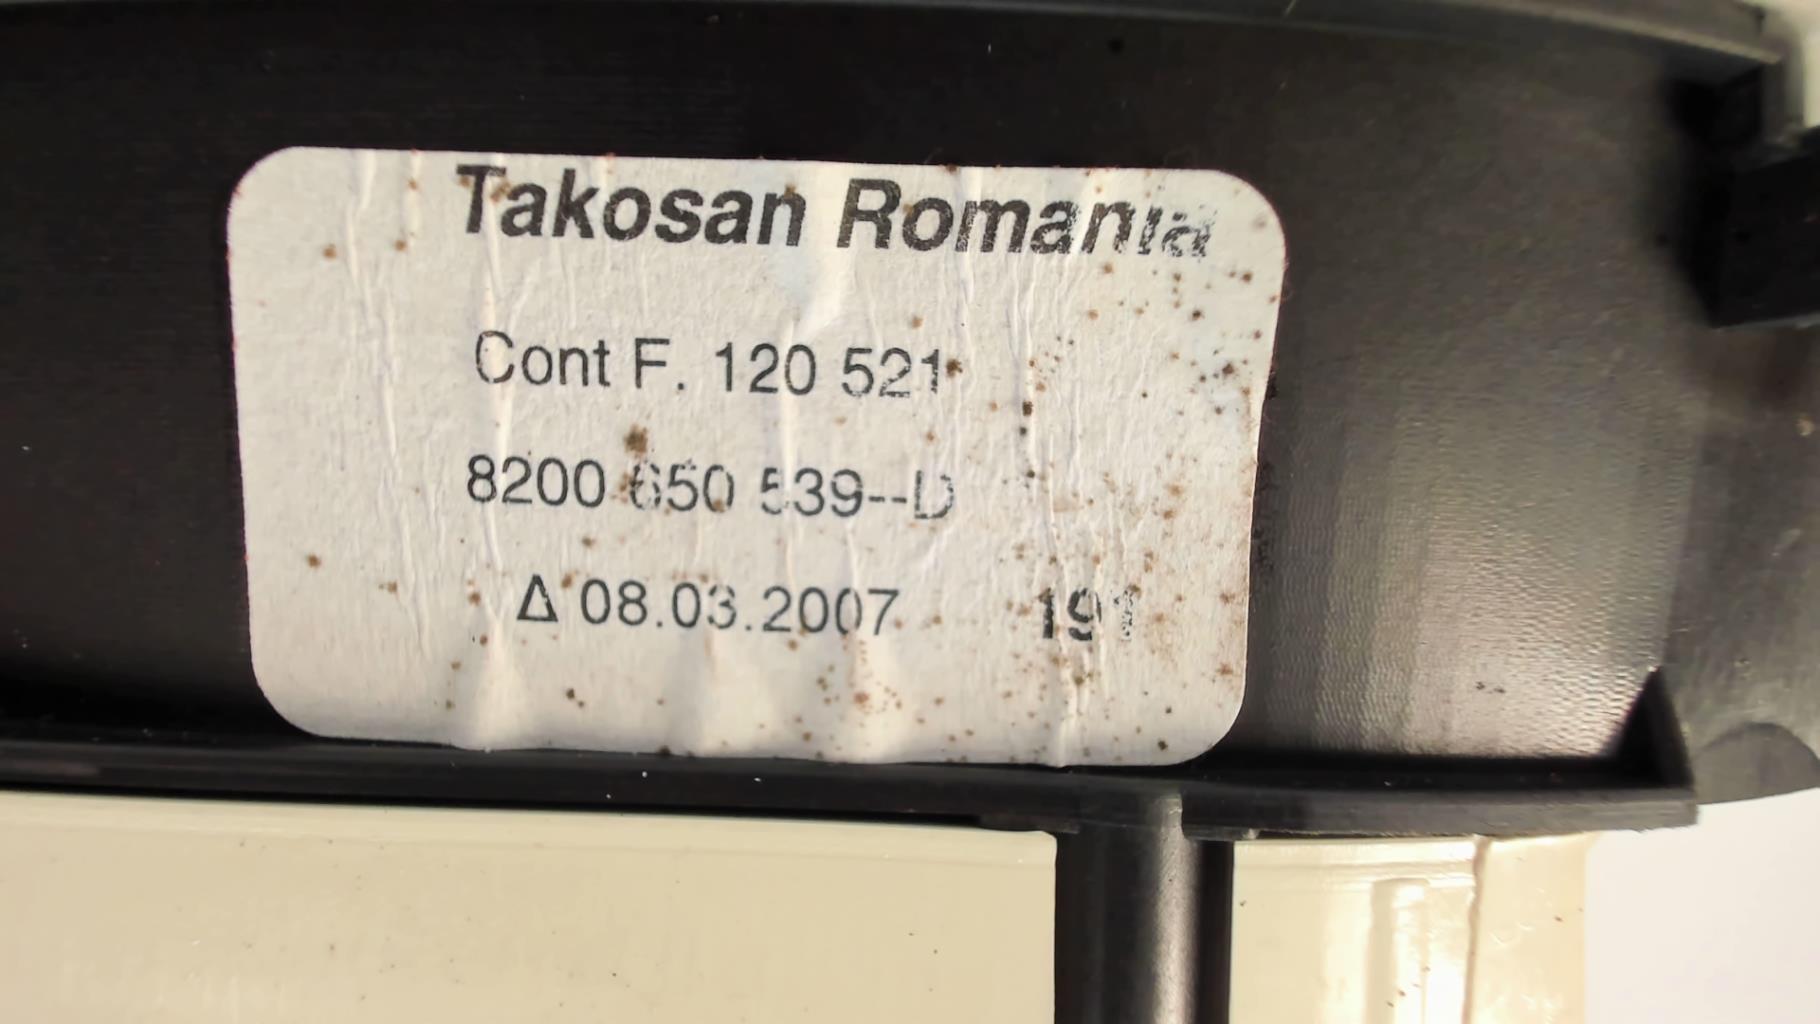 Takosan Romania
Cont F. 120 521
8200 650 539--D
Δ 08.03.2007